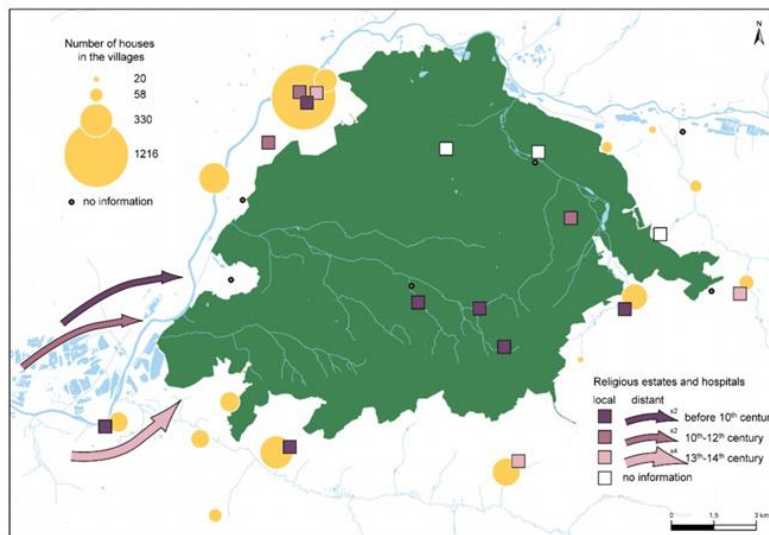 Number of houses
in the villages
20
58
330
1216
no information
N
Religious estates and hospitals
local distant
x2 before 10th centur
x2 10th-12th century
x4 13th-14th century
no information
0 1,5 3 km